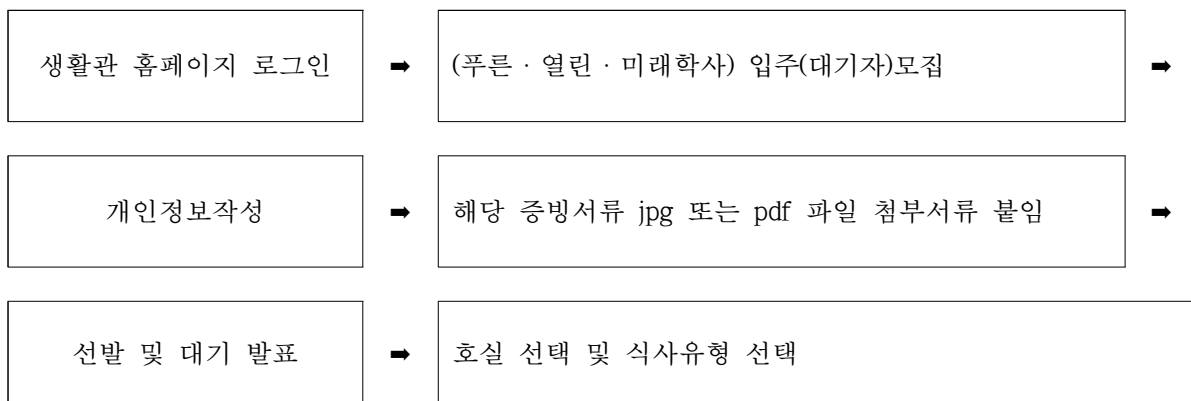 생활관 홈페이지 로그인 ➡ (푸른 · 열린 · 미래학사) 입주(대기자)모집 ➡
개인정보작성 ➡ 해당 증빙서류 jpg 또는 pdf 파일 첨부서류 붙임 ➡
선발 및 대기 발표 ➡ 호실 선택 및 식사유형 선택